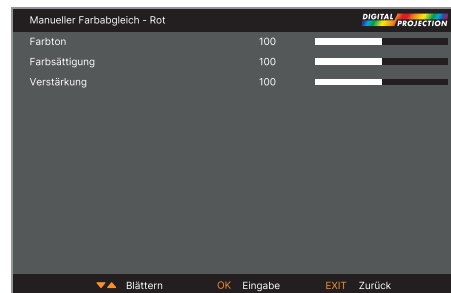 Manueller Farbabgleich - Rot
DIGITAL PROJECTION
Farbton 100
Farbsättigung 100
Verstärkung 100
Blättern OK Eingabe EXIT Zurück